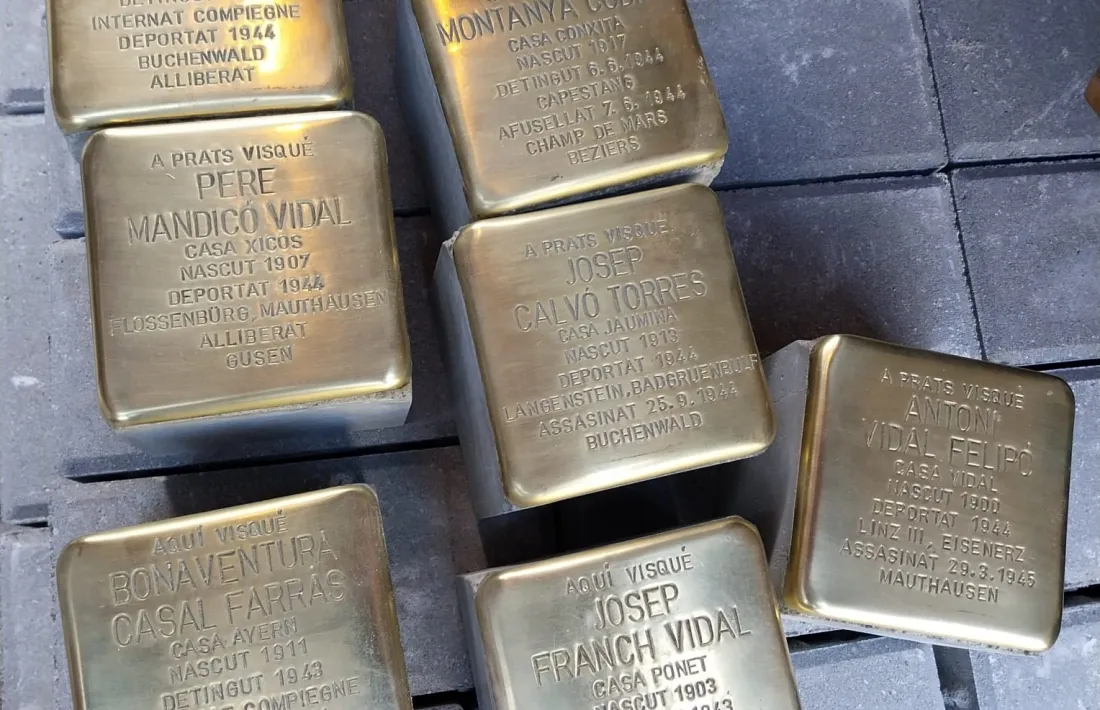 INTERNAT COMPIEGNE
DEPORTAT 1944
BUCHENWALD
ALLIBERAT
MONTANYÀ
CASA CONXITA
NASCUT 1917
DETINGUT 6.6.1944
CAPESTANG
AFUSELLAT 7.6.1944
CHAMP DE MARS
BEZIERS
A PRATS VISQUÉ
PERE
MANDICÓ VIDAL
CASA XICOS
NASCUT 1907
DEPORTAT 1944
FLOSSENBÜRG, MAUTHAUSEN
ALLIBERAT
GUSEN
A PRATS VISQUÉ
JOSEP
CALVÓ TORRES
CASA JAUMINA
NASCUT 1913
DEPORTAT 1944
LANGENSTEIN, BADGRUENBULF
ASSASINAT 25.9.1944
BUCHENWALD
A PRATS VISQUÉ
ANTONI
VIDAL FELIPÓ
CASA VIDAL
NASCUT 1900
DEPORTAT 1944
LINZ III, EISENERZ
ASSASINAT 29.3.1945
MAUTHAUSEN
AQUÍ VISQUÉ
BONAVENTURA
CASAL FARRÀS
CASA AYERN
NASCUT 1911
DETINGUT 1943
COMPIEGNE
AQUÍ VISQUÉ
JOSEP
FRANCH VIDAL
CASA PONET
NASCUT 1903
1943